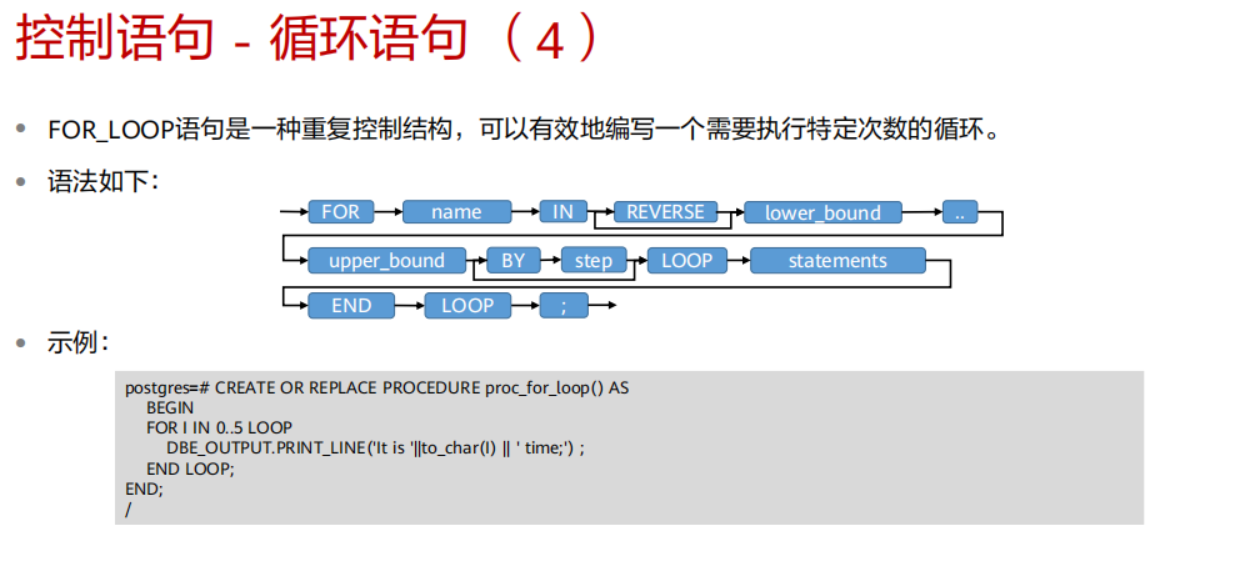 控制语句 - 循环语句（4）
• FOR_LOOP语句是一种重复控制结构，可以有效地编写一个需要执行特定次数的循环。
• 语法如下：
FOR name IN REVERSE lower_bound ..
upper_bound BY step LOOP statements
END LOOP ;
• 示例：
postgres=# CREATE OR REPLACE PROCEDURE proc_for_loop() AS
BEGIN
FOR I IN 0..5 LOOP
DBE_OUTPUT.PRINT_LINE('It is '||to_char(I) || ' time;') ;
END LOOP;
END;
/